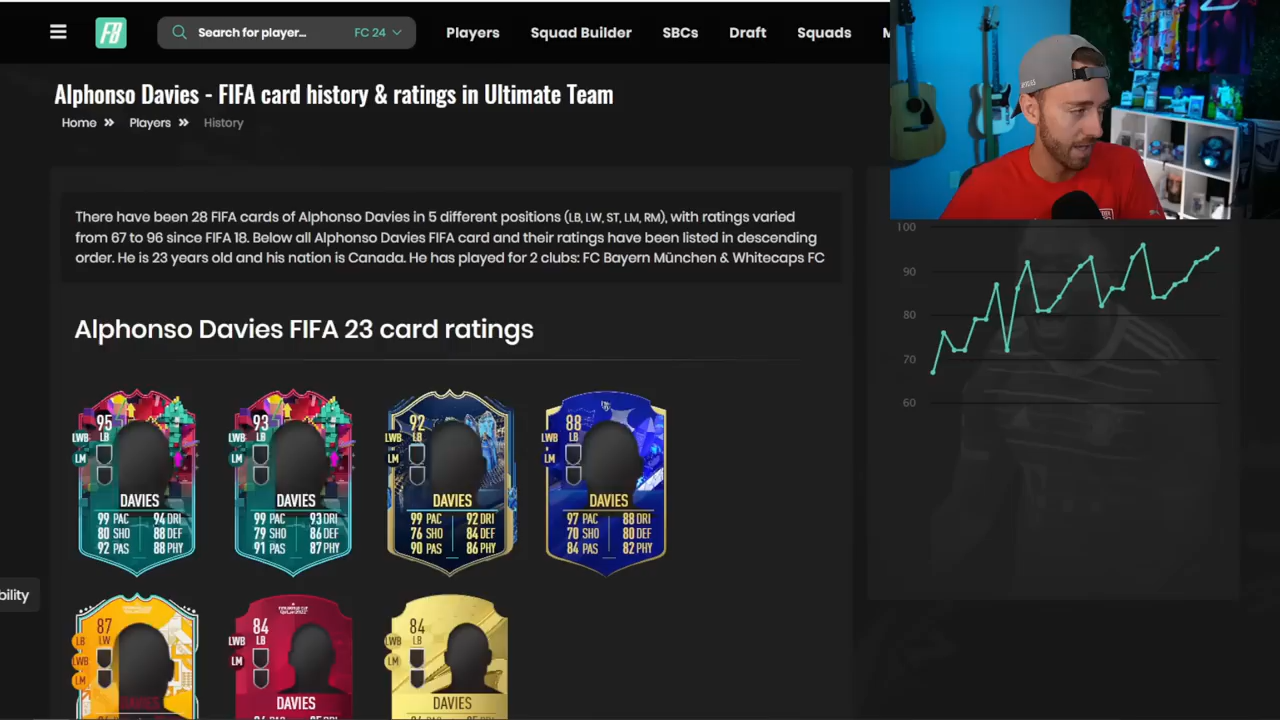 FB
Search for player...
FC 24
Players
Squad Builder
SBCs
Draft
Squads
M
Alphonso Davies - FIFA card history & ratings in Ultimate Team
Home >> Players >> History
There have been 28 FIFA cards of Alphonso Davies in 5 different positions (LB, LW, ST, LM, RM), with ratings varied
from 67 to 96 since FIFA 18. Below all Alphonso Davies FIFA card and their ratings have been listed in descending
order. He is 23 years old and his nation is Canada. He has played for 2 clubs: FC Bayern München & Whitecaps FC
100
90
80
70
60
Alphonso Davies FIFA 23 card ratings
95
LWB
LB
LM
DAVIES
99 PAC 94 DRI
80 SHO 88 DEF
92 PAS 88 PHY
93
LWB
LB
LM
DAVIES
99 PAC 93 DRI
79 SHO 86 DEF
91 PAS 87 PHY
92
LWB
LB
LM
DAVIES
99 PAC 92 DRI
76 SHO 84 DEF
90 PAS 86 PHY
88
LWB
LB
LM
DAVIES
97 PAC 88 DRI
70 SHO 80 DEF
84 PAS 82 PHY
bility
87
LB
LW
LWB
LM
DAVIES
84
LWB
LB
LM
DAVIES
84
LWB
LB
LM
DAVIES